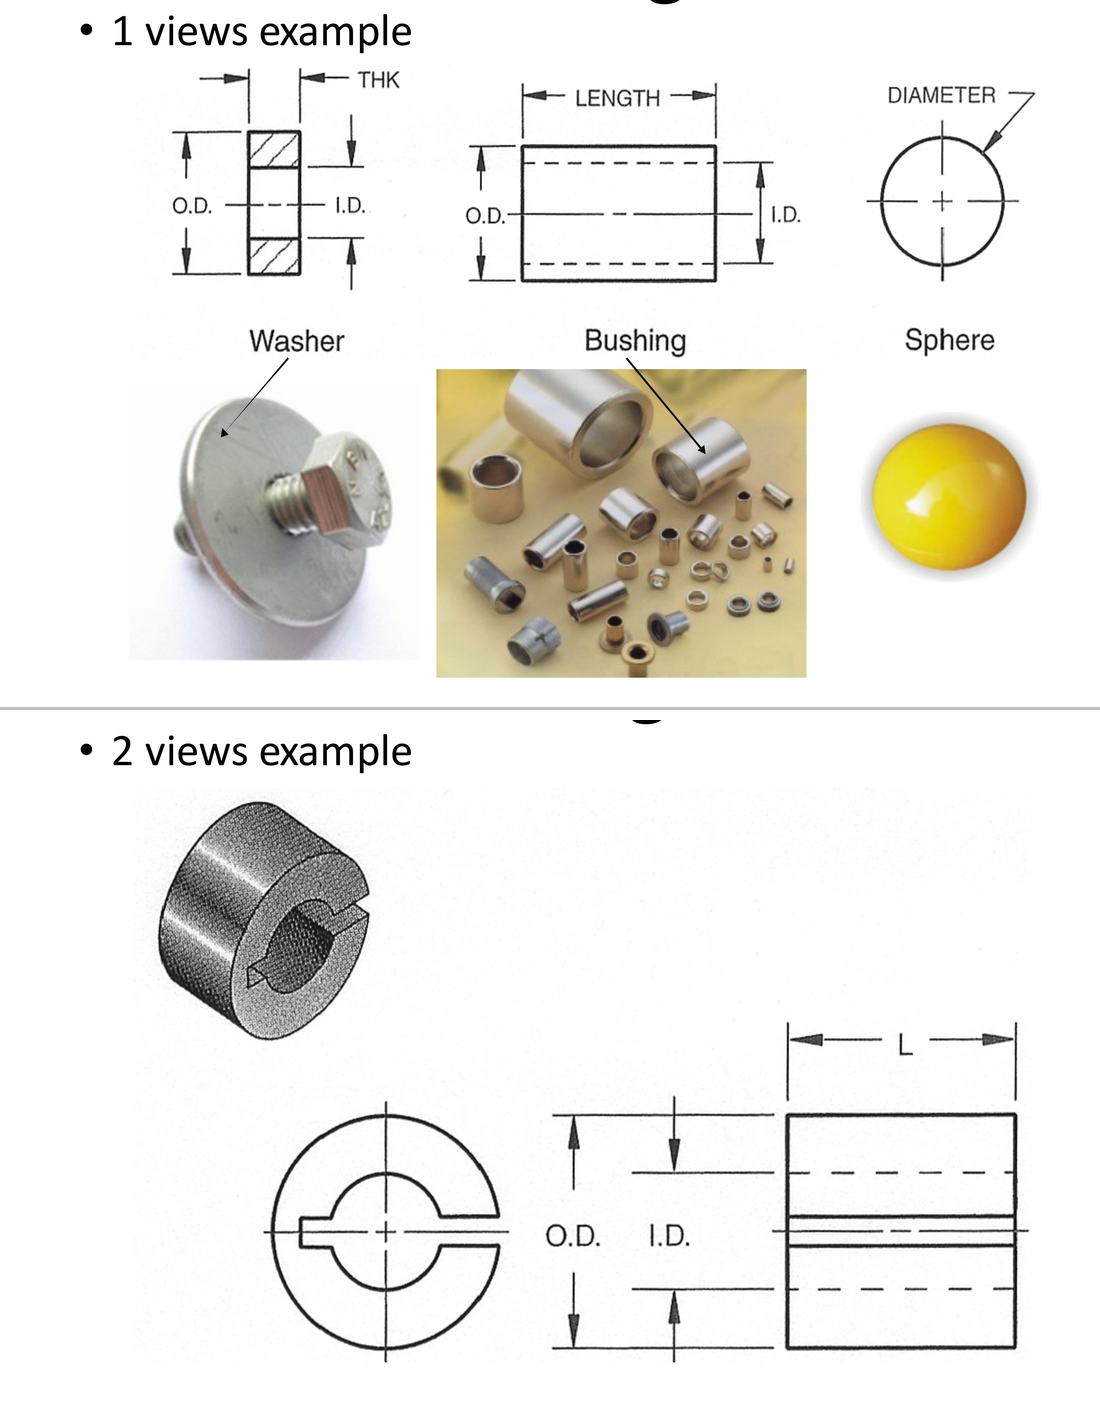 • 1 views example
THK
LENGTH
DIAMETER
O.D.
I.D.
O.D.
I.D.
Washer
Bushing
Sphere
• 2 views example
L
O.D.
I.D.